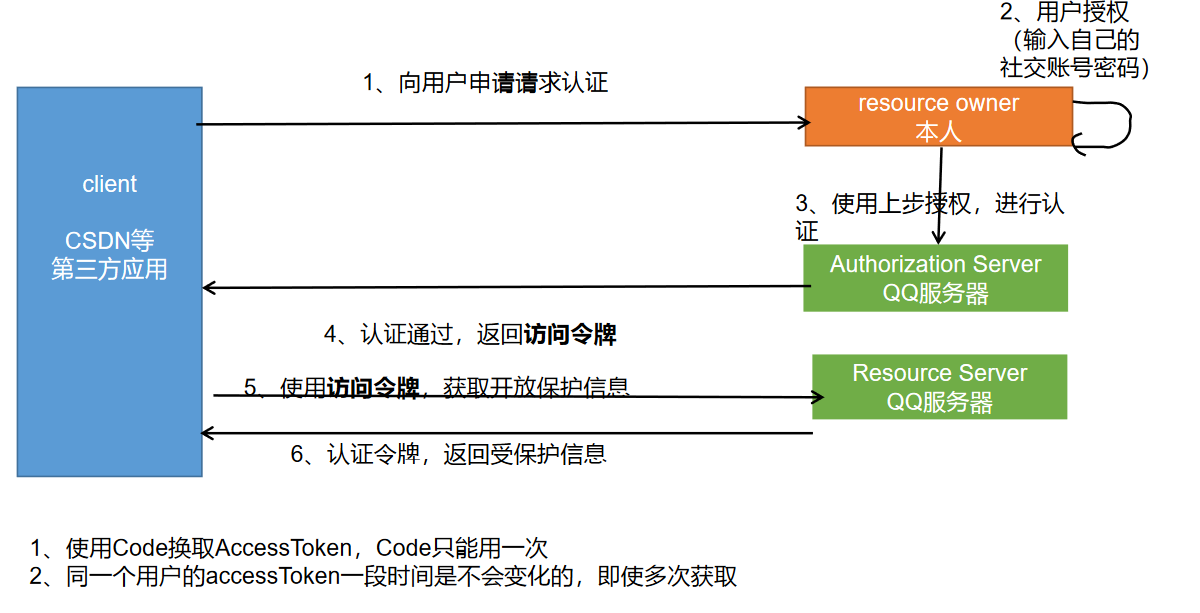 2、用户授权
（输入自己的
社交账号密码）
1、向用户申请请求认证
resource owner
本人
client
CSDN等
第三方应用
3、使用上步授权，进行认
证
Authorization Server
QQ服务器
4、认证通过，返回访问令牌
Resource Server
QQ服务器
5、使用访问令牌，获取开放保护信息
6、认证令牌，返回受保护信息
1、使用Code换取AccessToken，Code只能用一次
2、同一个用户的accessToken一段时间是不会变化的，即使多次获取